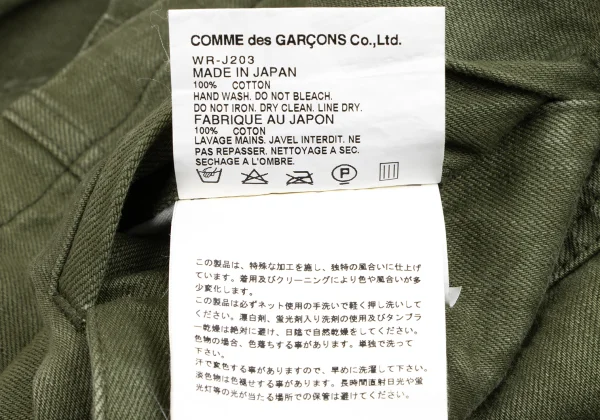 COMME des GARÇONS Co.,Ltd.
WR-J203
MADE IN JAPAN
100% COTTON
HAND WASH. DO NOT BLEACH.
DO NOT IRON. DRY CLEAN. LINE DRY.
FABRIQUE AU JAPON
100% COTON
LAVAGE MAINS. JAVEL INTERDIT. NE
PAS REPASSER. NETTOYAGE A SEC.
SECHAGE A L'OMBRE.
P
この製品は、特殊な加工を施し、独特の風合いに仕上げ
ています。着用及びクリーニングにより色や風合いが多
少変化します。
この製品は必ずネット使用の手洗いで軽く押し洗いして
ください。漂白剤、蛍光剤入り洗剤の使用及びタンブラ
ー乾燥は絶対に避け、日陰で自然乾燥をしてください。
色物の場合、色落ちする事があります。単独で洗って
下さい。
汗で変色する事がありますので、早めに洗濯して下さい。
淡色物は色褪せする事があります。長時間直射日光や蛍
光灯等の光が当たる場所での保管は避けてください。